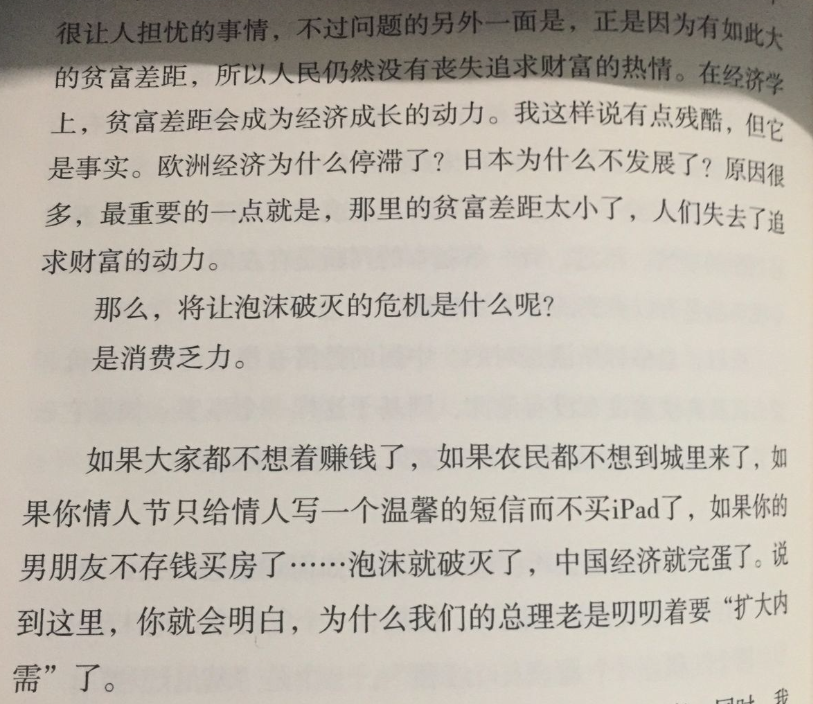 很让人担忧的事情，不过问题的另外一面是，正是因为有如此大
的贫富差距，所以人民仍然没有丧失追求财富的热情。在经济学
上，贫富差距会成为经济成长的动力。我这样说有点残酷，但它
是事实。欧洲经济为什么停滞了？日本为什么不发展了？原因很
多，最重要的一点就是，那里的贫富差距太小了，人们失去了追
求财富的动力。
那么，将让泡沫破灭的危机是什么呢？
是消费乏力。
如果大家都不想着赚钱了，如果农民都不想到城里来了，如
果你情人节只给情人写一个温馨的短信而不买iPad了，如果你的
男朋友不存钱买房了……泡沫就破灭了，中国经济就完蛋了。说
到这里，你就会明白，为什么我们的总理老是叨叨着要“扩大内
需”了。
同时，我